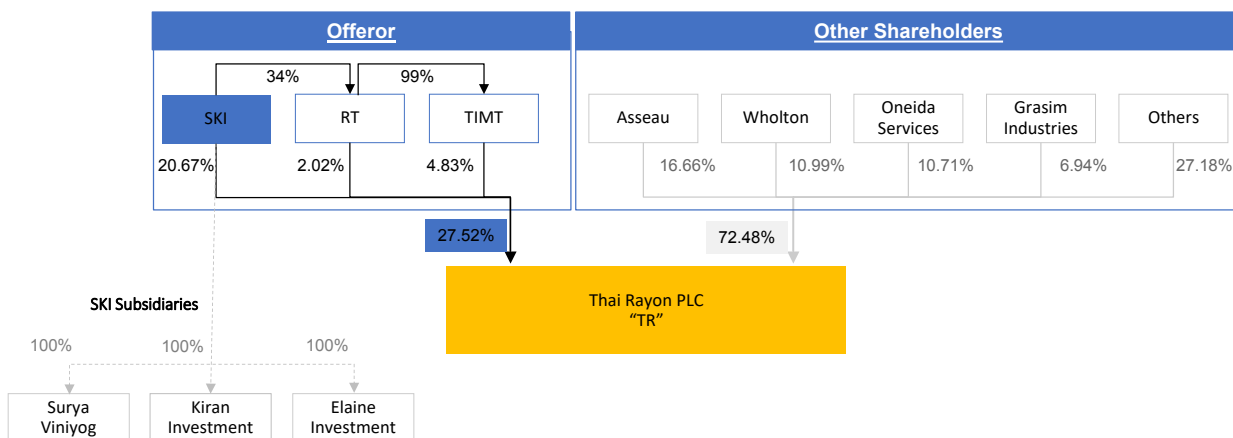 Offeror
Other Shareholders
34%
99%
SKI
RT
TIMT
Asseau
Wholton
Oneida
Services
Grasim
Industries
Others
20.67%
2.02%
4.83%
16.66%
10.99%
10.71%
6.94%
27.18%
27.52%
72.48%
Thai Rayon PLC
“TR”
SKI Subsidiaries
100%
100%
100%
Surya
Viniyog
Kiran
Investment
Elaine
Investment